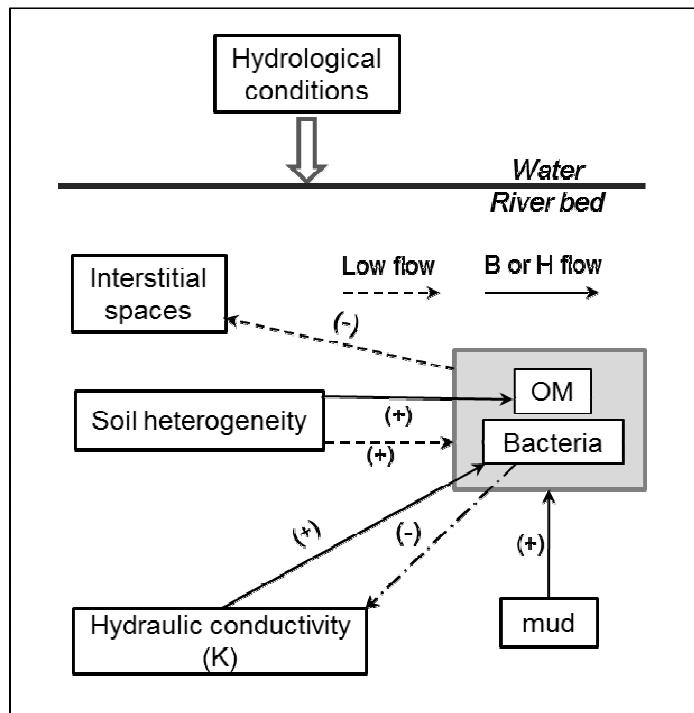 Hydrological
conditions
Water
River bed
Low flow
B or H flow
Interstitial
spaces
(-)
OM
Soil heterogeneity
(+)
(+)
Bacteria
(+)
(-)
(+)
Hydraulic conductivity
(K)
mud